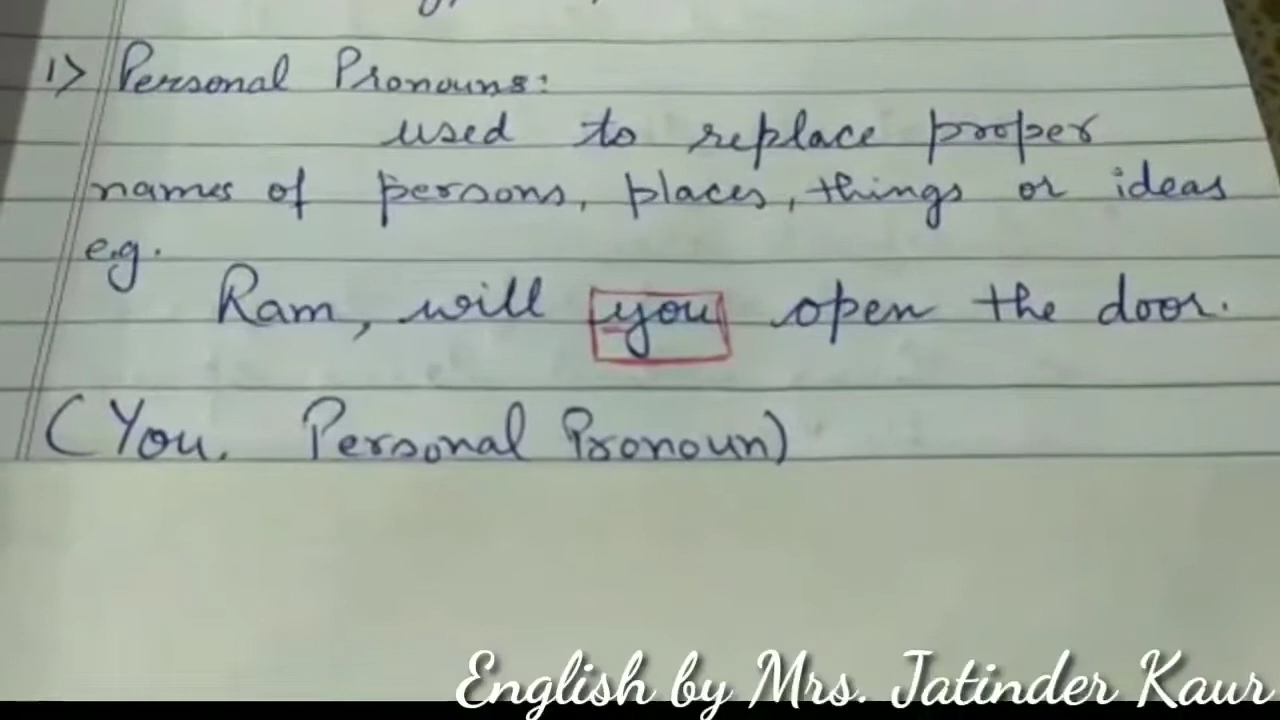 1) Personal Pronouns:
used to replace proper
names of persons, places, things or ideas
e.g.
Ram, will you open the door.
(You. Personal Pronoun)
English by Mrs. Jatinder Kaur